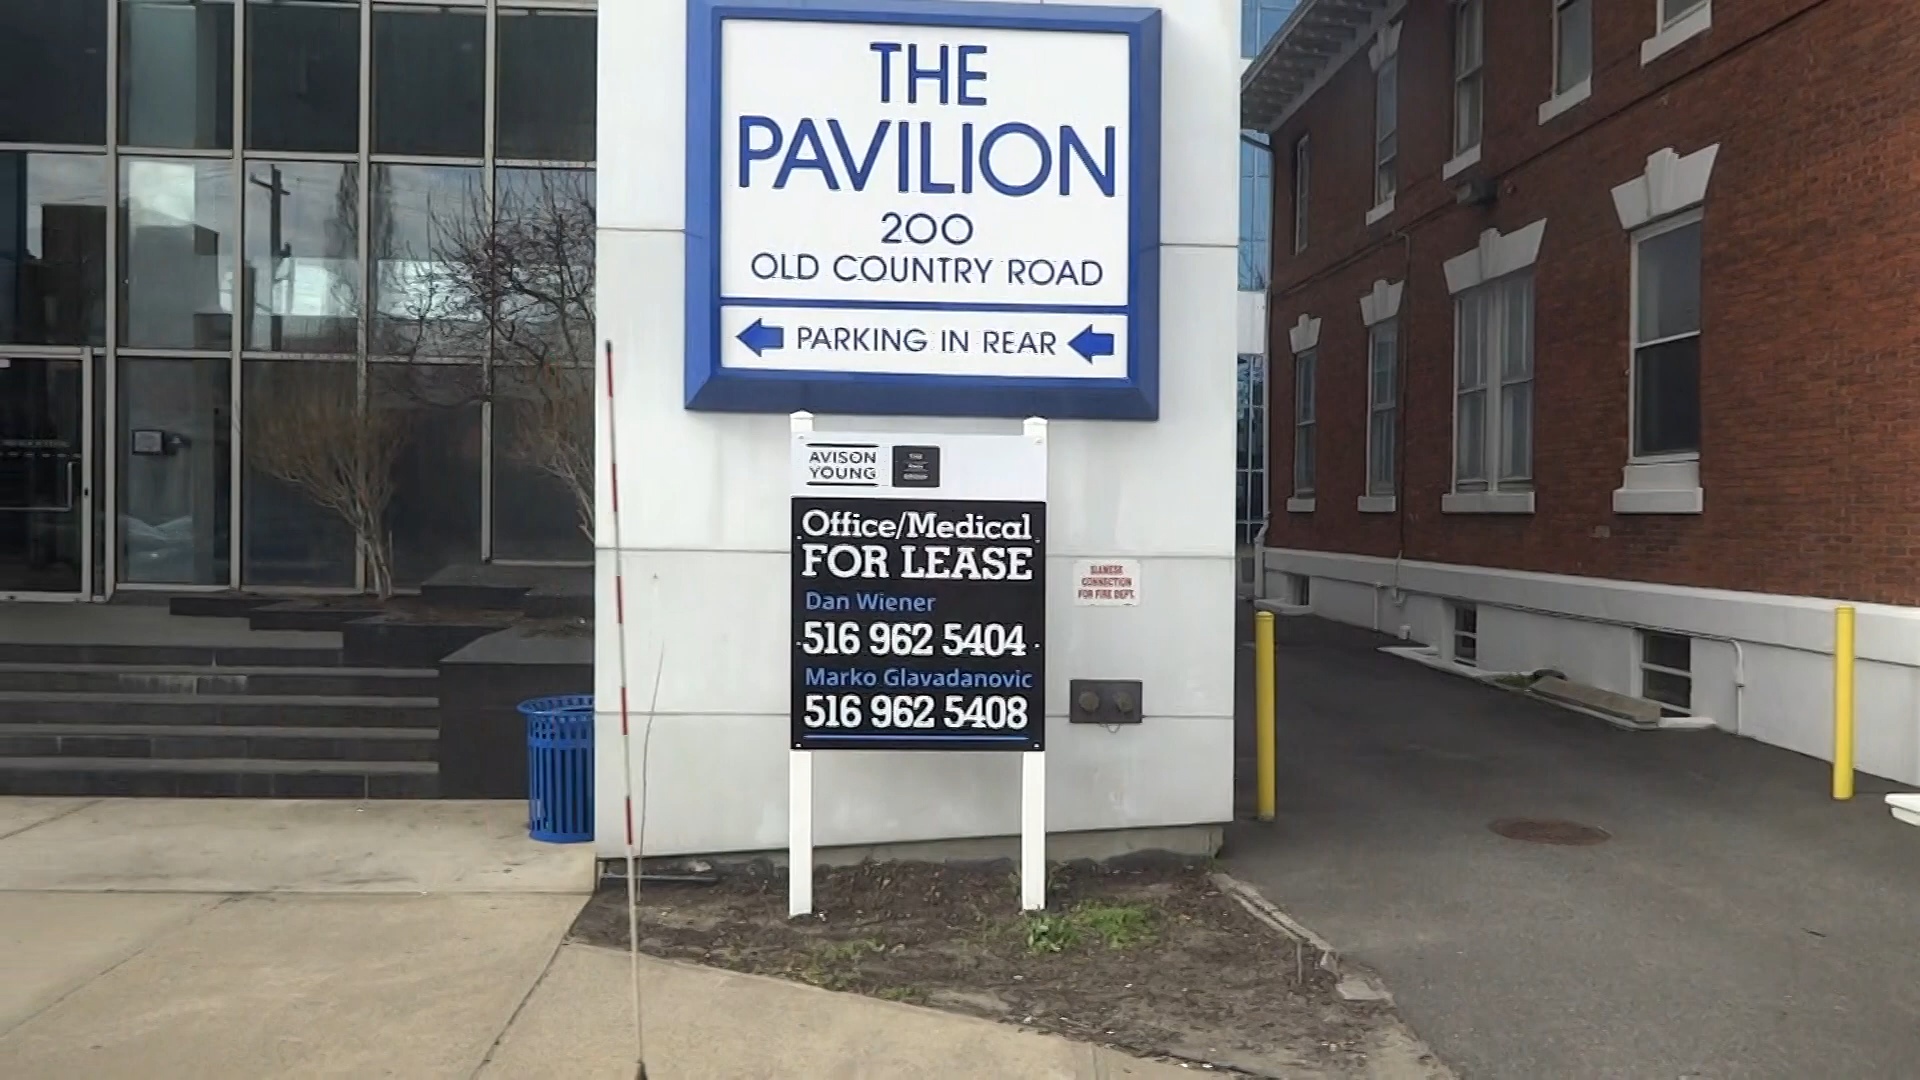 THE
PAVILION
200
OLD COUNTRY ROAD
PARKING IN REAR
AVISON
YOUNG
Office/Medical
FOR LEASE
Dan Wiener
516 962 5404
Marko Glavadanovic
516 962 5408
SIAMESE
CONNECTION
FOR FIRE DEPT.